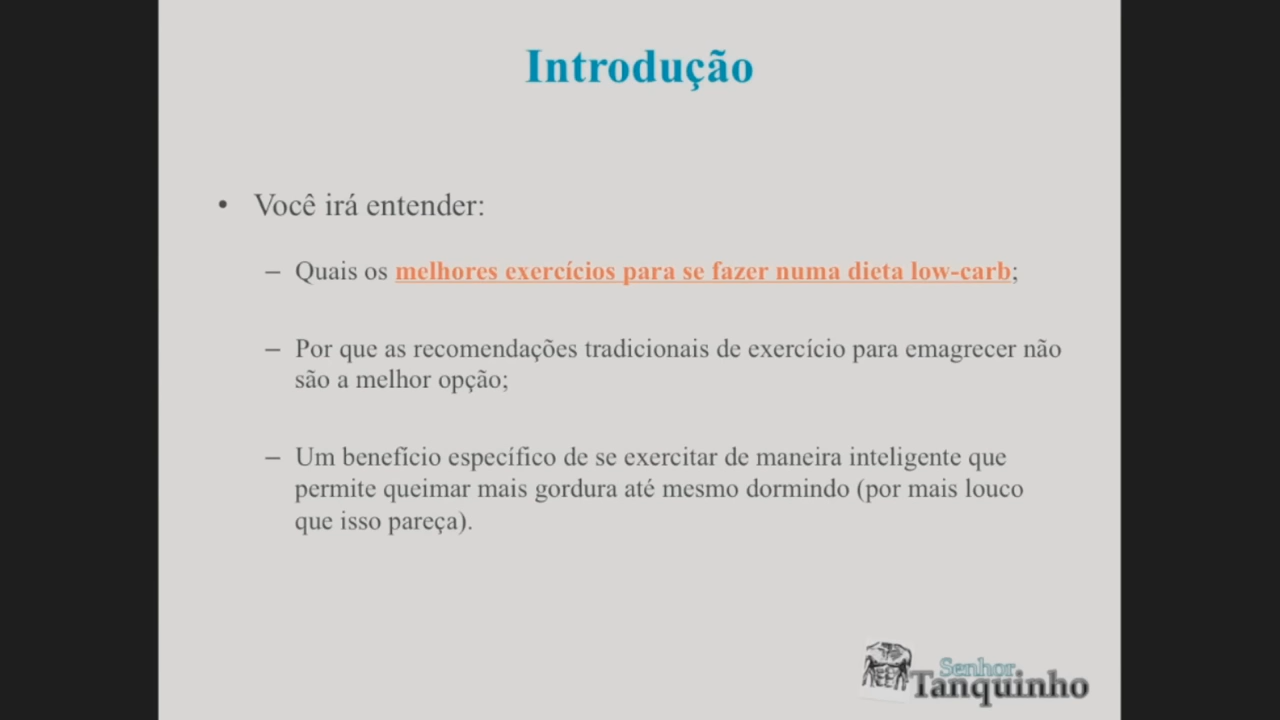 Introdução
• Você irá entender:
– Quais os melhores exercícios para se fazer numa dieta low-carb;
– Por que as recomendações tradicionais de exercício para emagrecer não
são a melhor opção;
– Um benefício específico de se exercitar de maneira inteligente que
permite queimar mais gordura até mesmo dormindo (por mais louco
que isso pareça).
Senhor
Tanquinho